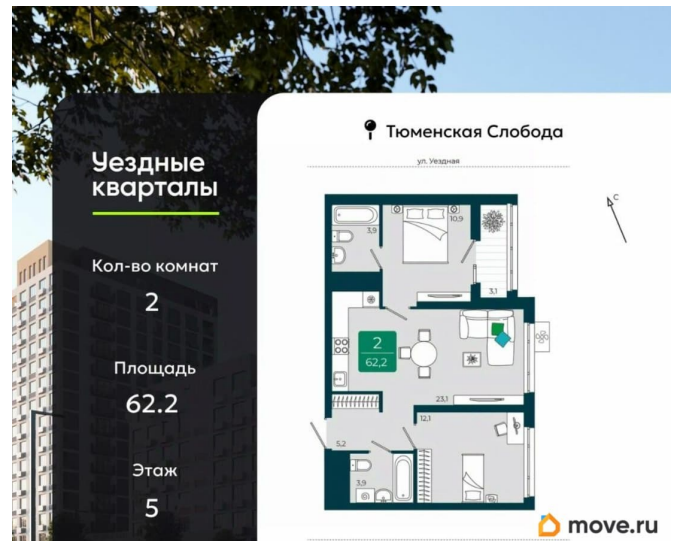 Уездные
кварталы
Кол-во комнат
2
Площадь
62.2
Этаж
5
Тюменская Слобода
ул. Уездная
С
3,9
10,9
3,1
2
62,2
23,1
5,2
12,1
3,9
move.ru